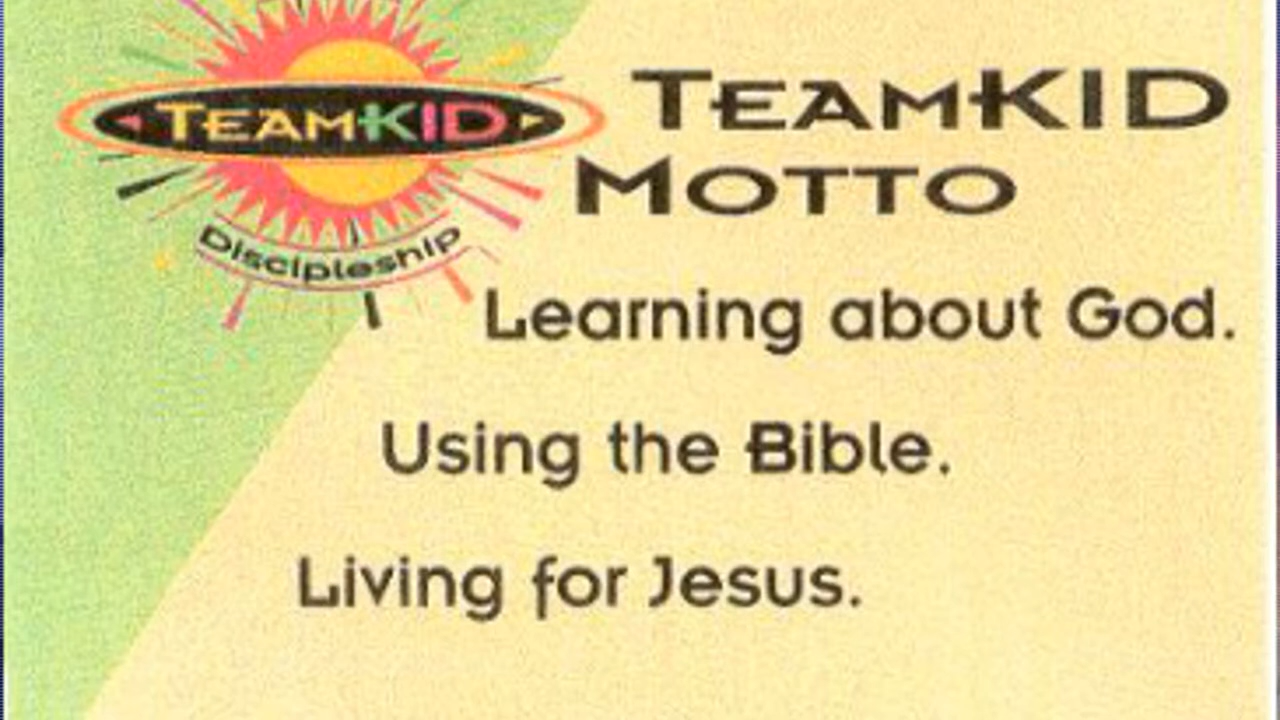 TEAMKID
Discipleship
TEAMKID
MOTTO
Learning about God.
Using the Bible.
Living for Jesus.